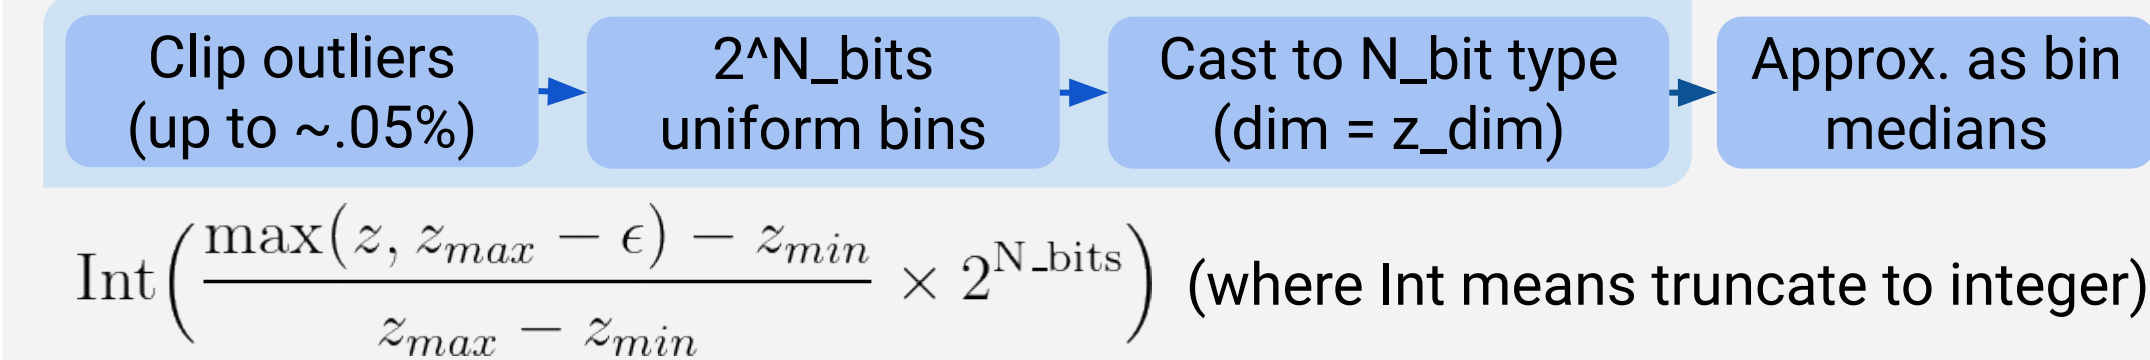 Clip outliers
(up to ~.05%)
2^N_bits
uniform bins
Cast to N_bit type
(dim = z_dim)
Approx. as bin
medians
Int( (max(z, z_max − ϵ) − z_min) / (z_max − z_min) × 2^N_bits ) (where Int means truncate to integer)